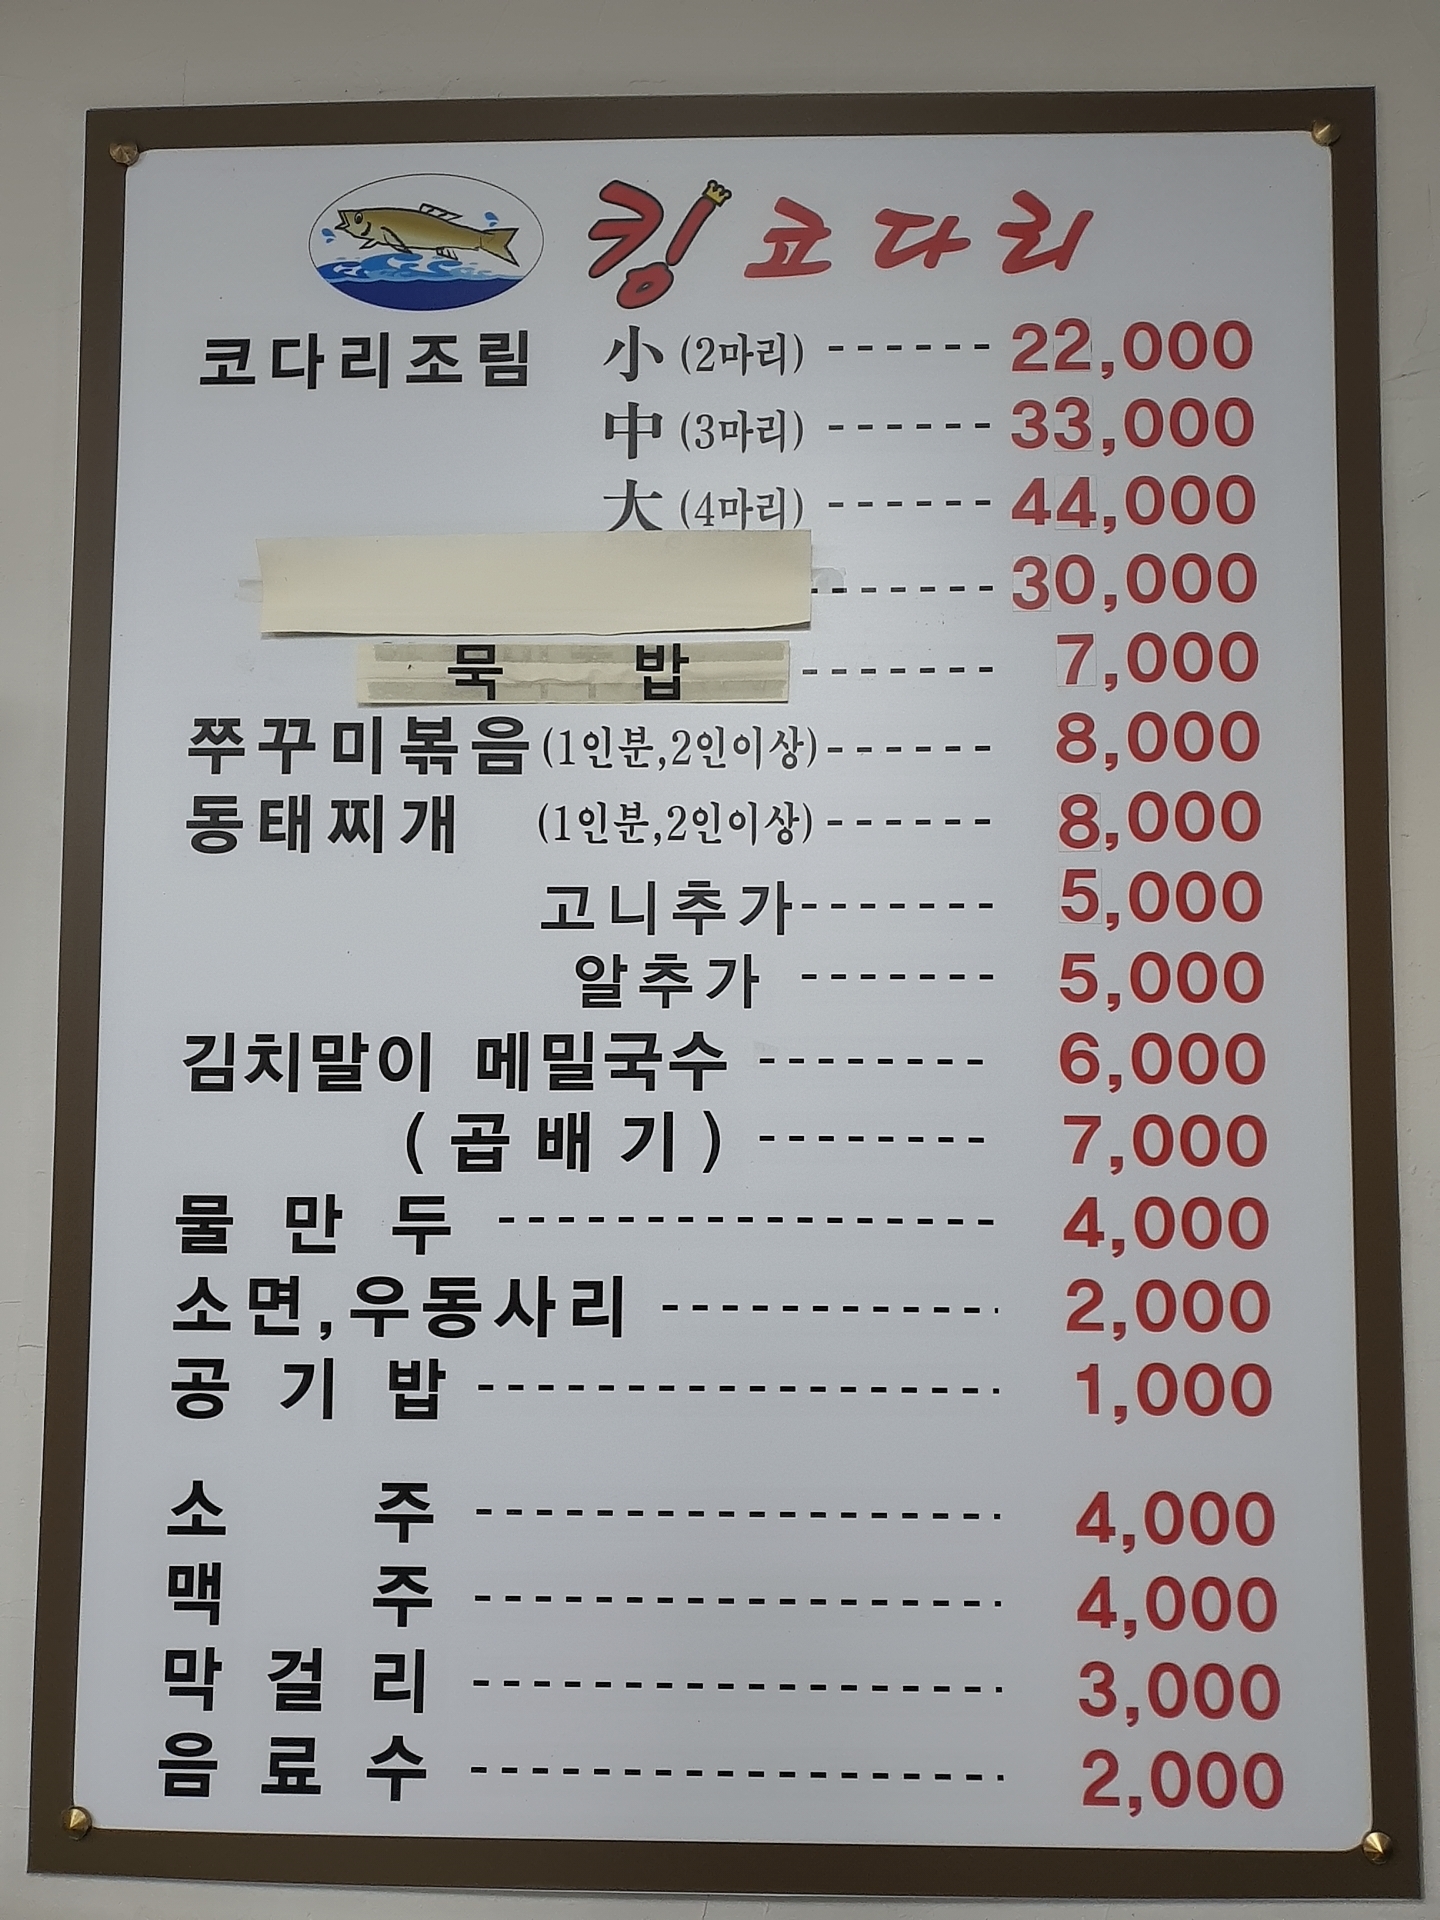 킹코다리
코다리조림 小 (2마리) ------ 22,000
中 (3마리) ------ 33,000
大 (4마리) ------ 44,000
------- 30,000
묵 밥 ------- 7,000
쭈꾸미볶음(1인분,2인이상)------ 8,000
동태찌개 (1인분,2인이상)------ 8,000
고니추가------- 5,000
알추가 ------- 5,000
김치말이 메밀국수 -------- 6,000
(곱배기) -------- 7,000
물만두 ----------------- 4,000
소면,우동사리 ------------ 2,000
공기밥 ------------------ 1,000
소주 ------------------ 4,000
맥주 ------------------ 4,000
막걸리 ------------------ 3,000
음료수 ------------------ 2,000